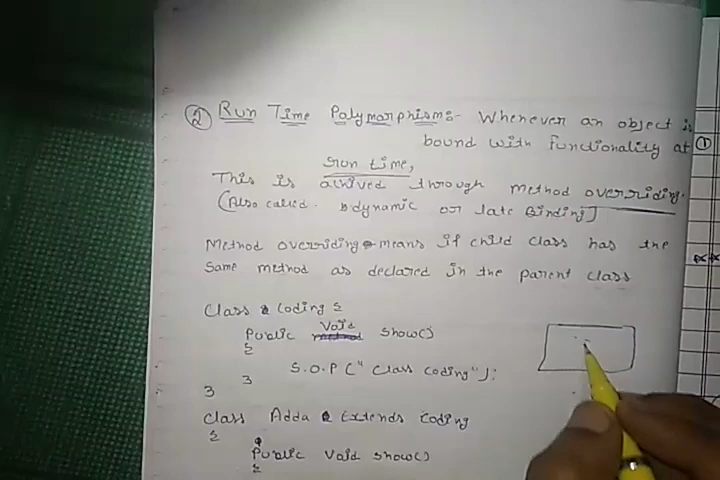 ② Run Time Polymorphism:- Whenever an object is
bound with functionality at
run time,
This is achived through method overriding.
(Also called dynamic or late Binding)
Method overriding means if child class has the
same method as declared in the parent class
Class Coding {
Public Void show()
{
S.O.P ("Class Coding");
}
}
Class Adda Extends Coding
{
Public Void show()
{
①